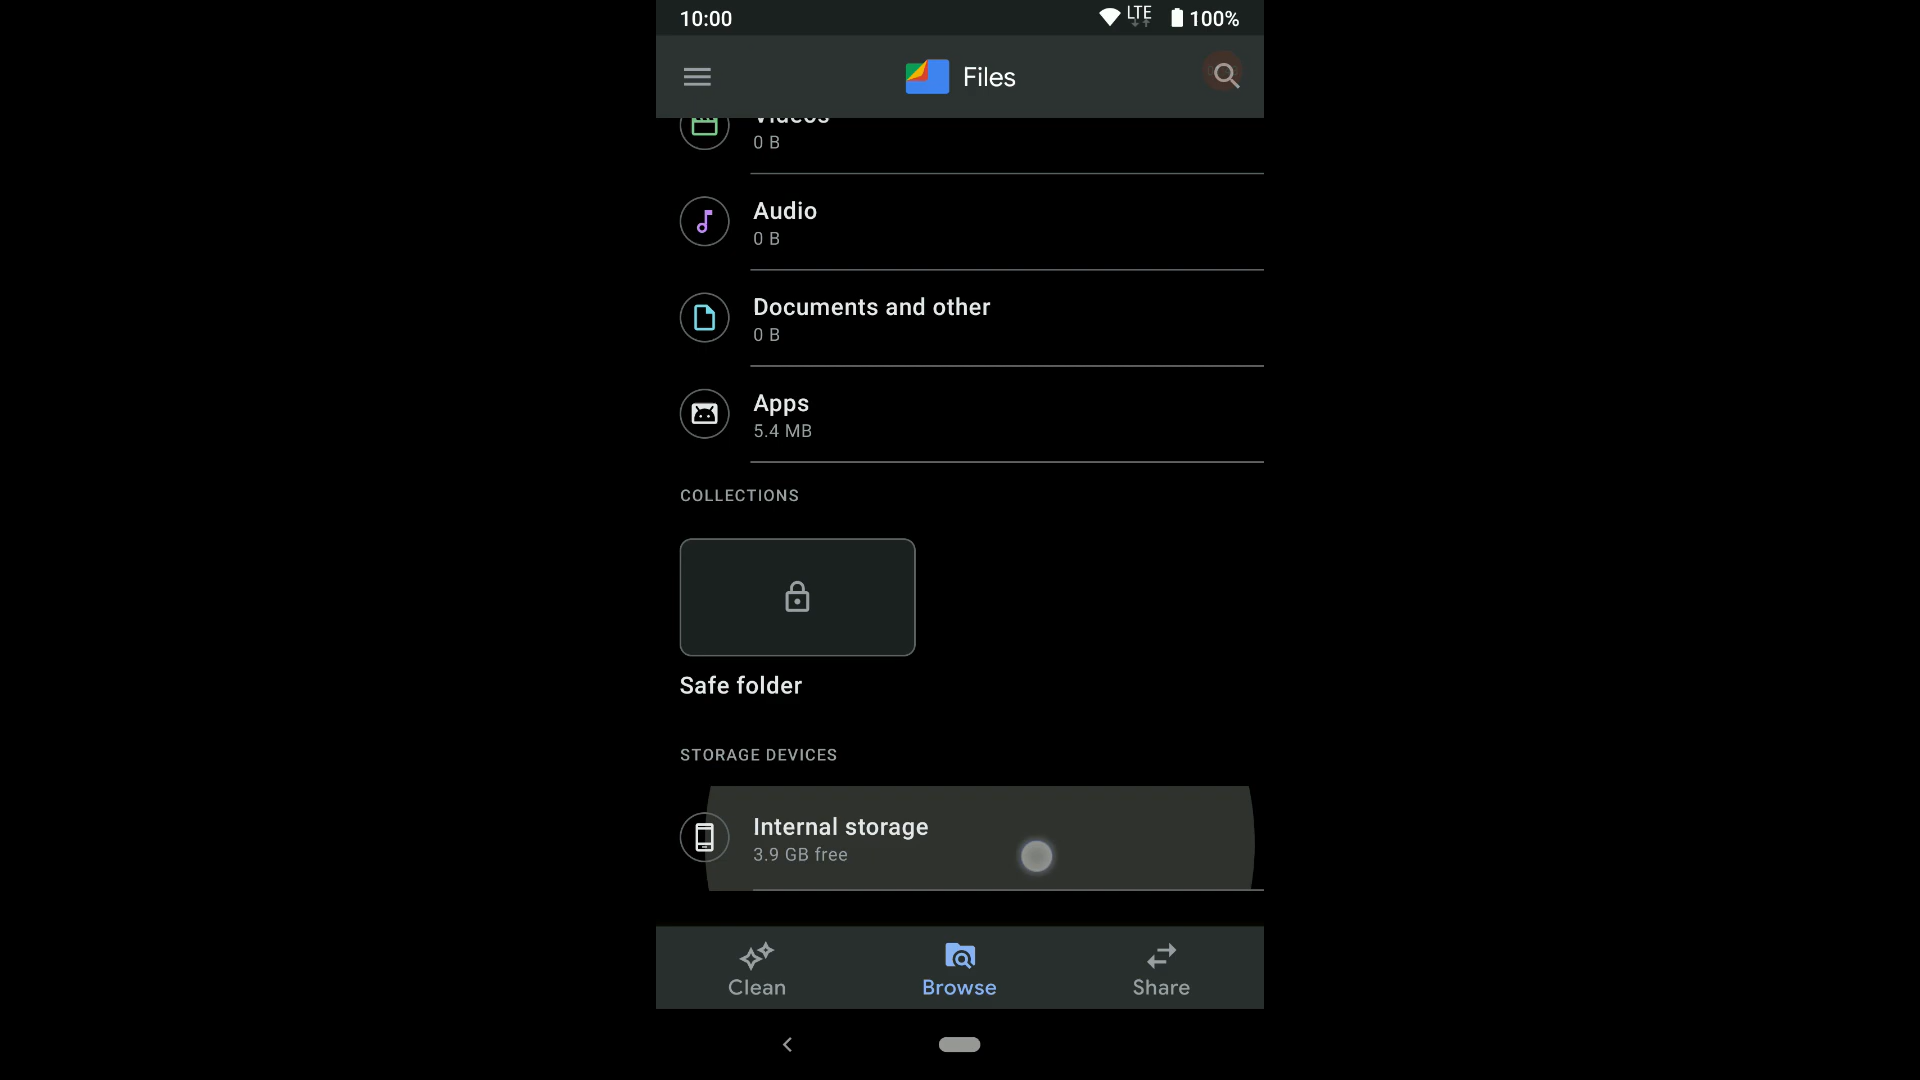 10:00
LTE
100%
Files
Videos
0 B
Audio
0 B
Documents and other
0 B
Apps
5.4 MB
COLLECTIONS
Safe folder
STORAGE DEVICES
Internal storage
3.9 GB free
Clean
Browse
Share